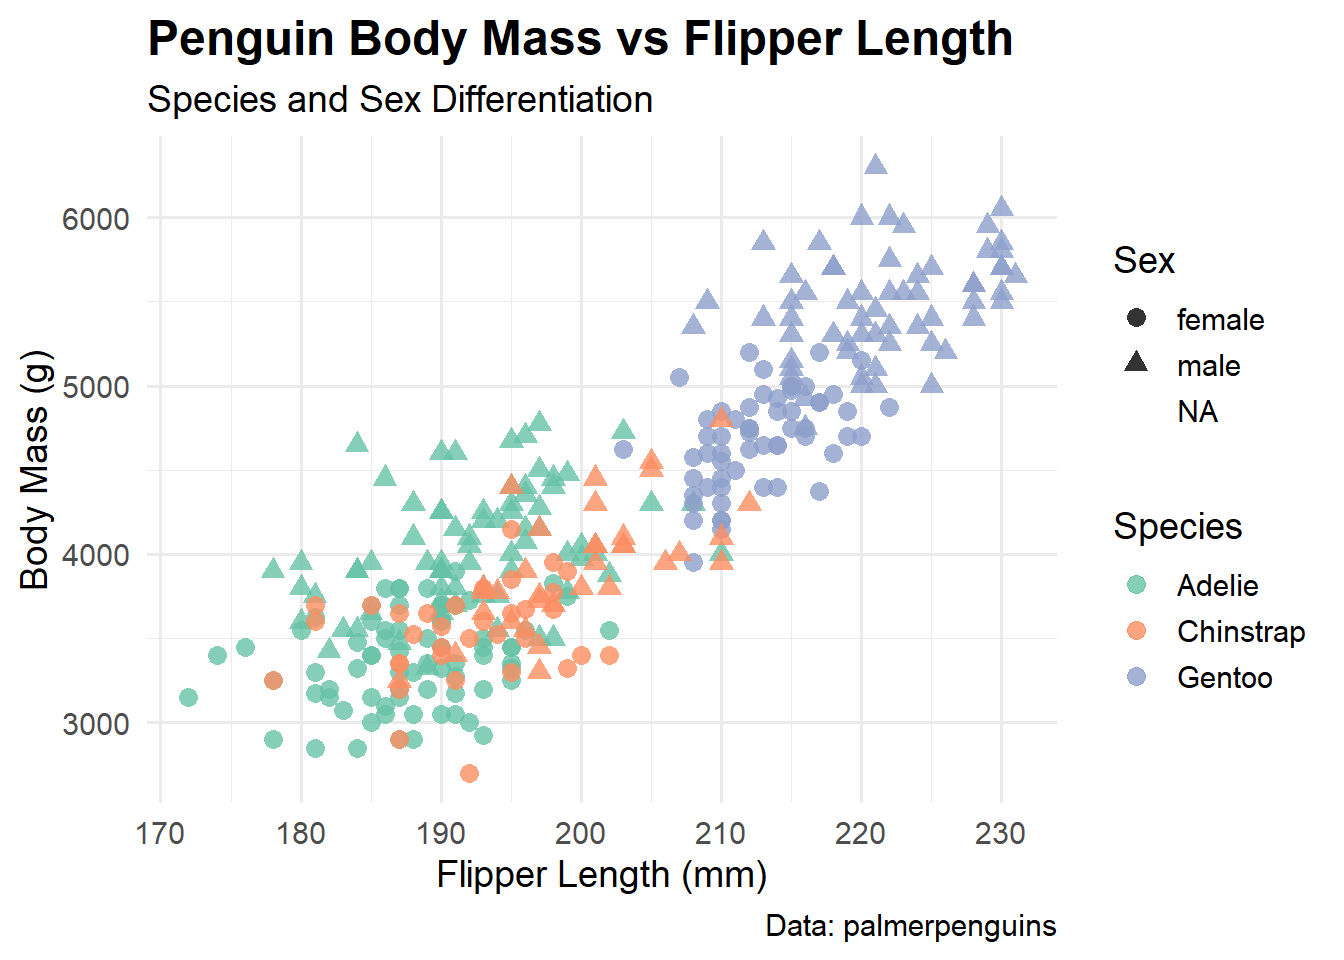 Penguin Body Mass vs Flipper Length
Species and Sex Differentiation
Body Mass (g)
6000
5000
4000
3000
170 180 190 200 210 220 230
Flipper Length (mm)
Sex
female
male
NA
Species
Adelie
Chinstrap
Gentoo
Data: palmerpenguins